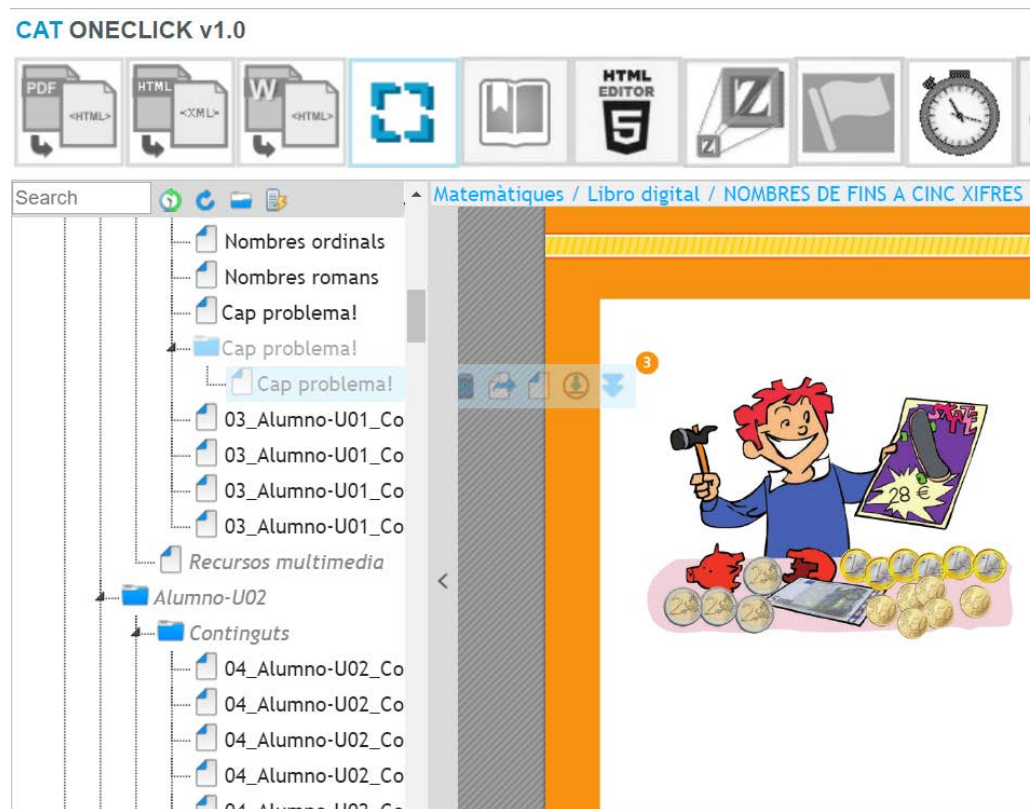 CAT ONECLICK v1.0
PDF <HTML>
HTML <XML>
W <HTML>
HTML
EDITOR
5
Z
Z
Search
Matemàtiques / Libro digital / NOMBRES DE FINS A CINC XIFRES
Nombres ordinals
Nombres romans
Cap problema!
Cap problema!
Cap problema!
03_Alumno-U01_Co
03_Alumno-U01_Co
03_Alumno-U01_Co
03_Alumno-U01_Co
Recursos multimedia
Alumno-U02
Continguts
04_Alumno-U02_Co
04_Alumno-U02_Co
04_Alumno-U02_Co
04_Alumno-U02_Co
04_Alumno-U02_Co
3
28 €